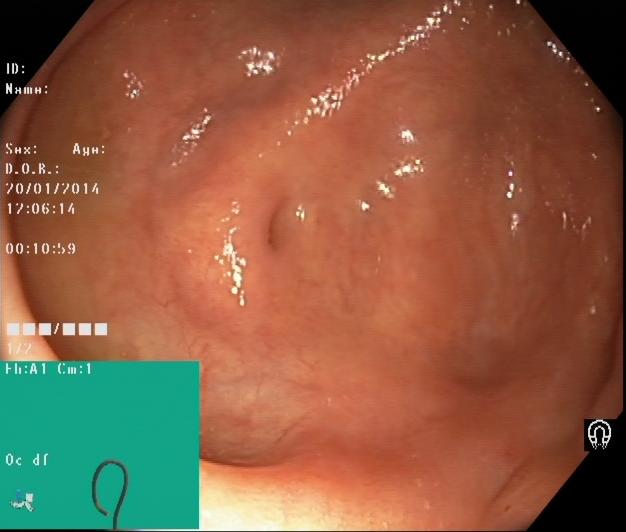 ID:
Name:
Sex: Age:
D.O.R.:
20/01/2014
12:06:14
00:10:59
■■■/■■■
1/2
Eh:A1 Cm:1
Oc df